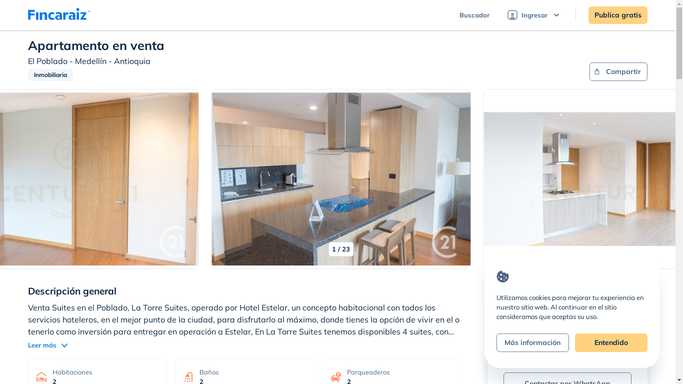 Fincaraiz
Buscador
Ingresar
Publica gratis
Apartamento en venta
El Poblado - Medellín - Antioquia
Inmobiliaria
Compartir
CENTURY 21
21
1 / 23
Descripción general
Venta Suites en el Poblado, La Torre Suites, operado por Hotel Estelar, un concepto habitacional con todos los
servicios hoteleros, en el mejor punto de la ciudad, para disfrutarlo al máximo, donde tienes la opción de vivir en el o
tenerlo como inversión para entregar en operación a Estelar, En La Torre Suites tenemos disponibles 4 suites, con...
Leer más
Habitaciones
2
Baños
2
Parqueaderos
2
Utilizamos cookies para mejorar tu experiencia en
nuestro sitio web. Al continuar en el sitio
consideramos que aceptas su uso.
Más información
Entendido
Contactar por WhatsApp